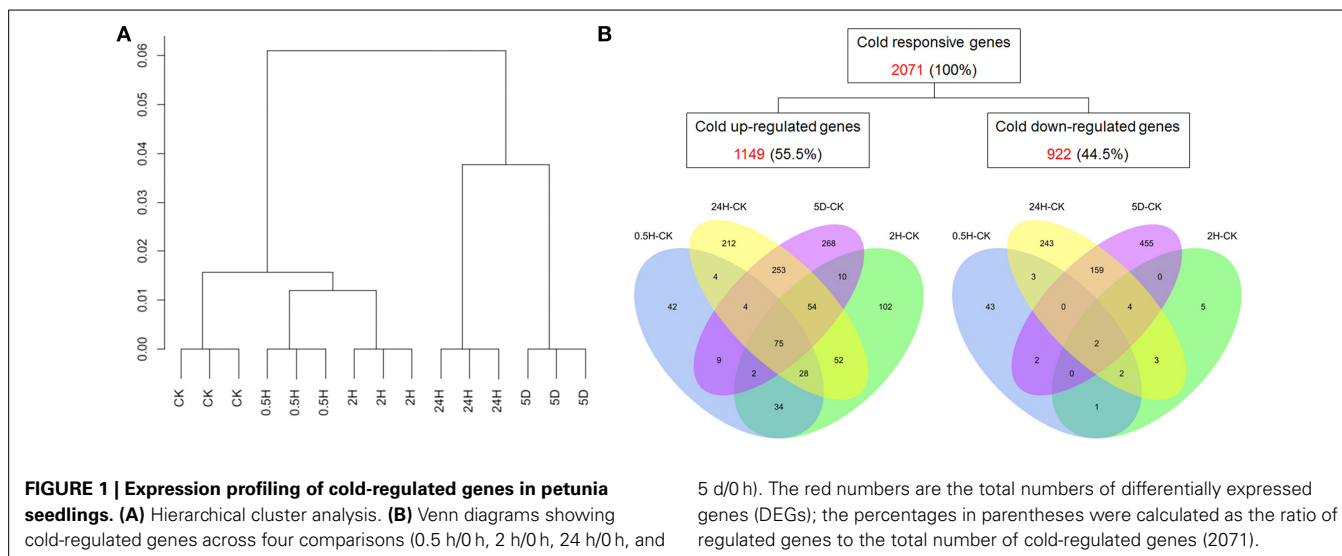 A
0.06
0.05
0.04
0.03
0.02
0.01
0.00
CK CK CK 0.5H 0.5H 0.5H 2H 2H 2H 24H 24H 24H 5D 5D 5D
B
Cold responsive genes
2071 (100%)
Cold up-regulated genes
1149 (55.5%)
Cold down-regulated genes
922 (44.5%)
24H-CK 5D-CK
0.5H-CK 2H-CK
212 268
253
4 10
42 4 54 102
75
9 52
2 28
34
24H-CK 5D-CK
0.5H-CK 2H-CK
243 455
159
3 0
43 0 4 5
2
2 3
0 2
1
FIGURE 1 | Expression profiling of cold-regulated genes in petunia
seedlings. (A) Hierarchical cluster analysis. (B) Venn diagrams showing
cold-regulated genes across four comparisons (0.5 h/0 h, 2 h/0 h, 24 h/0 h, and
5 d/0 h). The red numbers are the total numbers of differentially expressed
genes (DEGs); the percentages in parentheses were calculated as the ratio of
regulated genes to the total number of cold-regulated genes (2071).